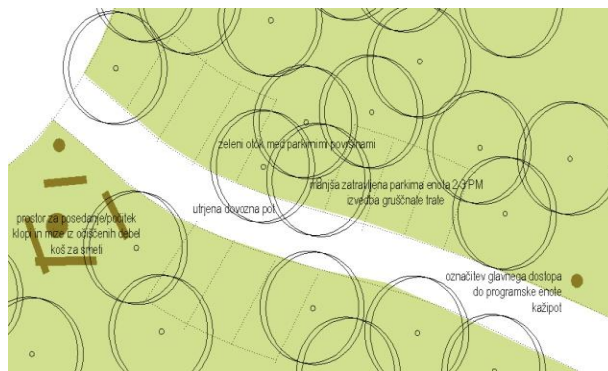 zeleni otok med parkirnimi površinami
manjša zatravljena parkirna enota 2-3 PM
izvedba gruščnate trate
utrjena dovozna pot
prostor za posedanje/počitek
klopi in mize iz očiščenih debel
koš za smeti
označitev glavnega dostopa
do programske enote
kažipot